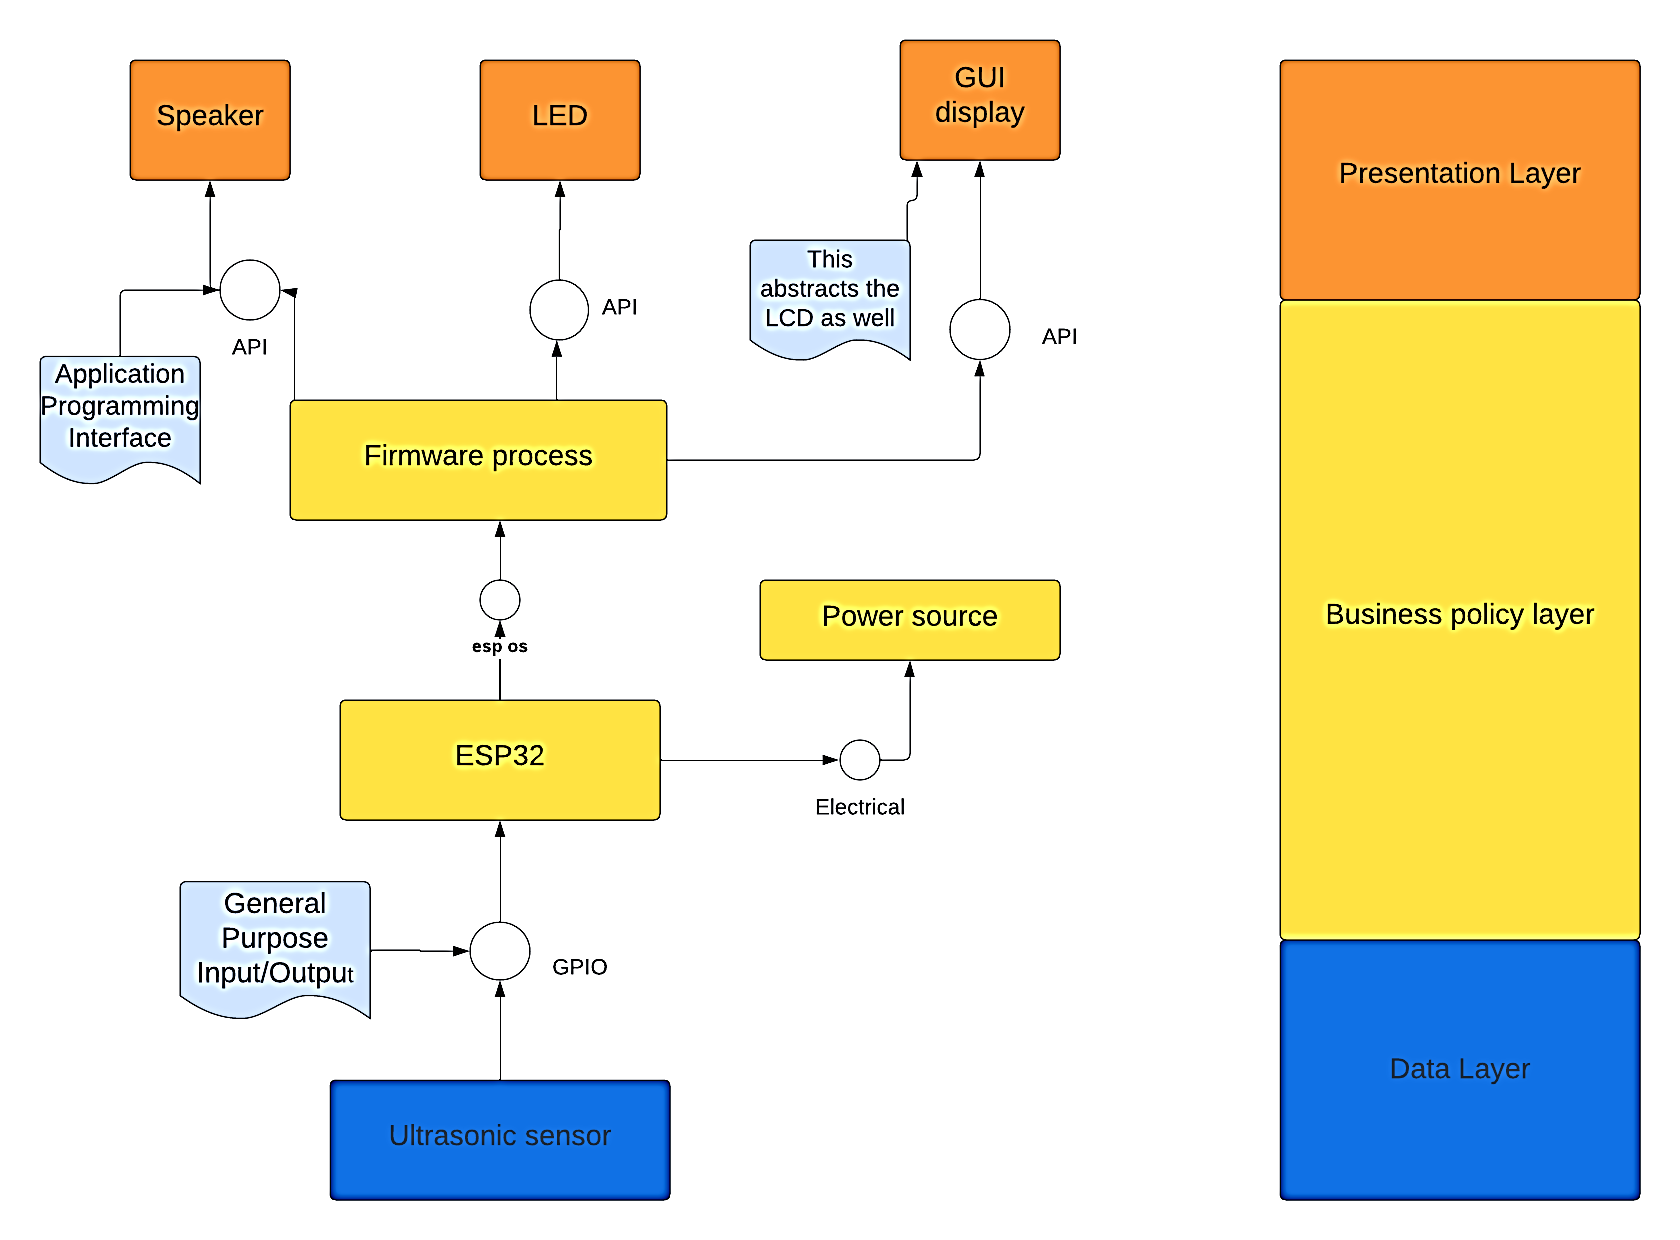 Speaker
LED
GUI
display
Presentation Layer
This
abstracts the
LCD as well
API
API
API
Application
Programming
Interface
Firmware process
Power source
Business policy layer
esp os
ESP32
Electrical
General
Purpose
Input/Output
GPIO
Data Layer
Ultrasonic sensor